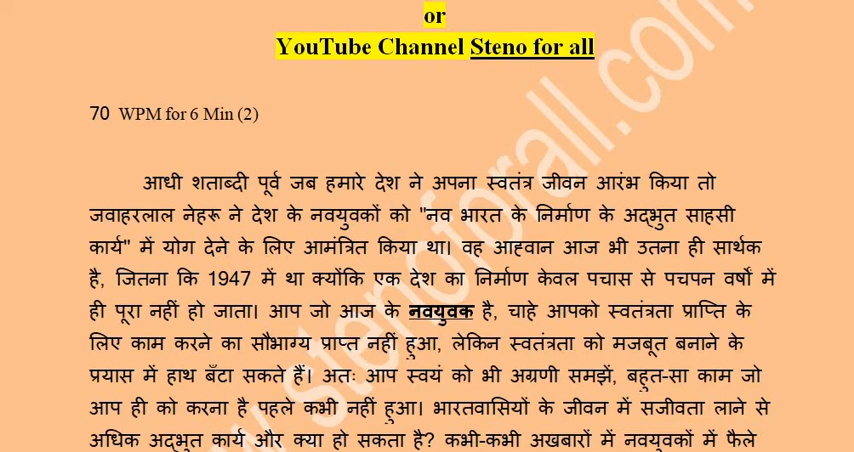 or
YouTube Channel Steno for all
70 WPM for 6 Min (2)
आधी शताब्दी पूर्व जब हमारे देश ने अपना स्वतंत्र जीवन आरंभ किया तो
जवाहरलाल नेहरू ने देश के नवयुवकों को "नव भारत के निर्माण के अद्भुत साहसी
कार्य" में योग देने के लिए आमंत्रित किया था। वह आह्वान आज भी उतना ही सार्थक
है, जितना कि 1947 में था क्योंकि एक देश का निर्माण केवल पचास से पचपन वर्षों में
ही पूरा नहीं हो जाता। आप जो आज के नवयुवक है, चाहे आपको स्वतंत्रता प्राप्ति के
लिए काम करने का सौभाग्य प्राप्त नहीं हुआ, लेकिन स्वतंत्रता को मजबूत बनाने के
प्रयास में हाथ बँटा सकते हैं। अतः आप स्वयं को भी अग्रणी समझें, बहुत-सा काम जो
आप ही को करना है पहले कभी नहीं हुआ। भारतवासियों के जीवन में सजीवता लाने से
अधिक अद्भुत कार्य और क्या हो सकता है? कभी-कभी अखबारों में नवयुवकों में फैले
www.stenoforall.com